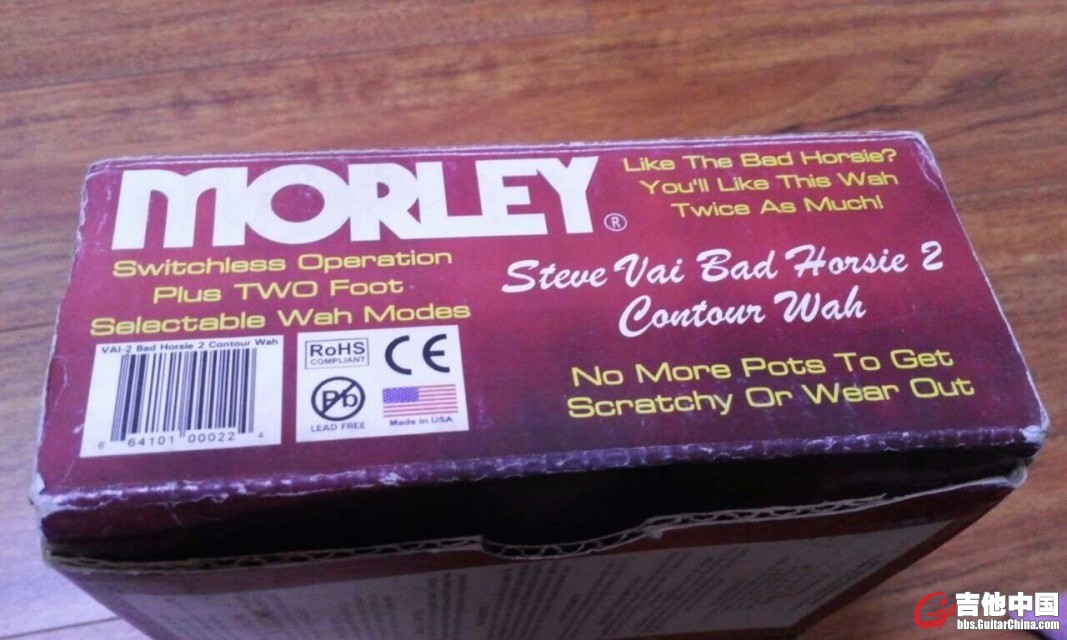 MORLEY®
Like The Bad Horsie?
You'll Like This Wah
Twice As Much!
Switchless Operation
Plus TWO Foot
Selectable Wah Modes
Steve Vai Bad Horsie 2
Contour Wah
No More Pots To Get
Scratchy Or Wear Out
VAI-2 Bad Horsie 2 Contour Wah
6 64101 00022 4
RoHS
COMPLIANT
CE
Pb
LEAD FREE
Made in USA
吉他中国
bbs.GuitarChina.com